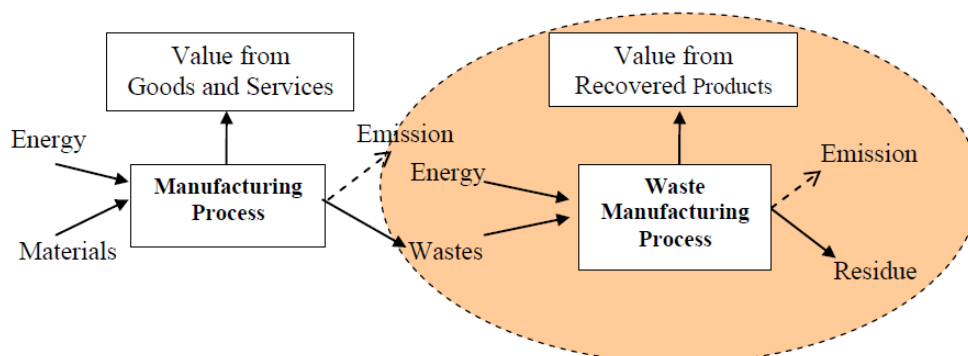 Value from
Goods and Services
Value from
Recovered Products
Energy
Emission
Manufacturing
Process
Materials
Energy
Wastes
Waste
Manufacturing
Process
Emission
Residue